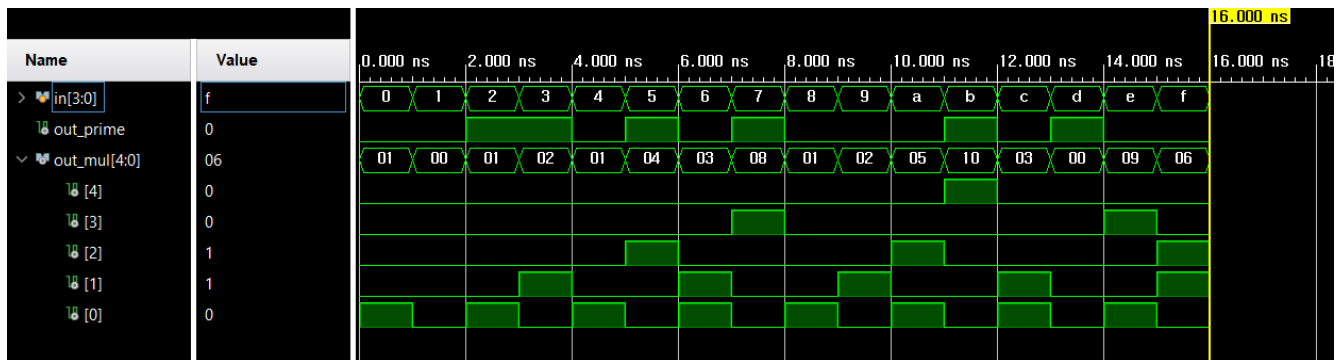 16.000 ns
Name Value 0.000 ns 2.000 ns 4.000 ns 6.000 ns 8.000 ns 10.000 ns 12.000 ns 14.000 ns 16.000 ns 18
in[3:0] f 0 1 2 3 4 5 6 7 8 9 a b c d e f
out_prime 0
out_mul[4:0] 06 01 00 01 02 01 04 03 08 01 02 05 10 03 00 09 06
[4] 0
[3] 0
[2] 1
[1] 1
[0] 0